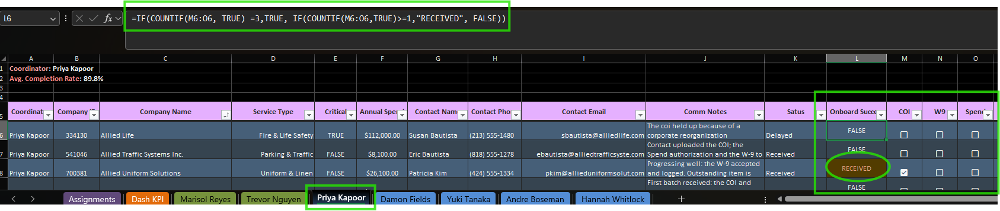 L6 fx =IF(COUNTIF(M6:O6, TRUE) =3,TRUE, IF(COUNTIF(M6:O6,TRUE)>=1,"RECEIVED", FALSE))
A B C D E F G H I J K L M N O
1 Coordinator: Priya Kapoor
2 Avg. Completion Rate: 89.8%
3
4
5 Coordinat Company Company Name Service Type Critical Annual Spen Contact Nam Contact Pho Contact Email Comm Notes Satus Onboard Succe COI W9 Spend
The coi held up because of a
6 Priya Kapoor 334130 Allied Life Fire & Life Safety TRUE $112,000.00 Susan Bautista (213) 555-1480 sbautista@alliedlife.com corporate reorganization Delayed FALSE
Contact uploaded the COI; the
7 Priya Kapoor 541046 Allied Traffic Systems Inc. Parking & Traffic FALSE $8,100.00 Eric Bautista (818) 555-1278 ebautista@alliedtrafficsyste.com Spend authorization and the W-9 to Received FALSE
Progressing well: the W-9 accepted
8 Priya Kapoor 700381 Allied Uniform Solutions Uniform & Linen FALSE $26,100.00 Patricia Kim (424) 555-1334 pkim@allieduniformsolut.com and logged. Outstanding item is Received RECEIVED
First batch received: the COI and FALSE
Assignments Dash KPI Marisol Reyes Trevor Nguyen Priya Kapoor Damon Fields Yuki Tanaka Andre Boseman Hannah Whitlock